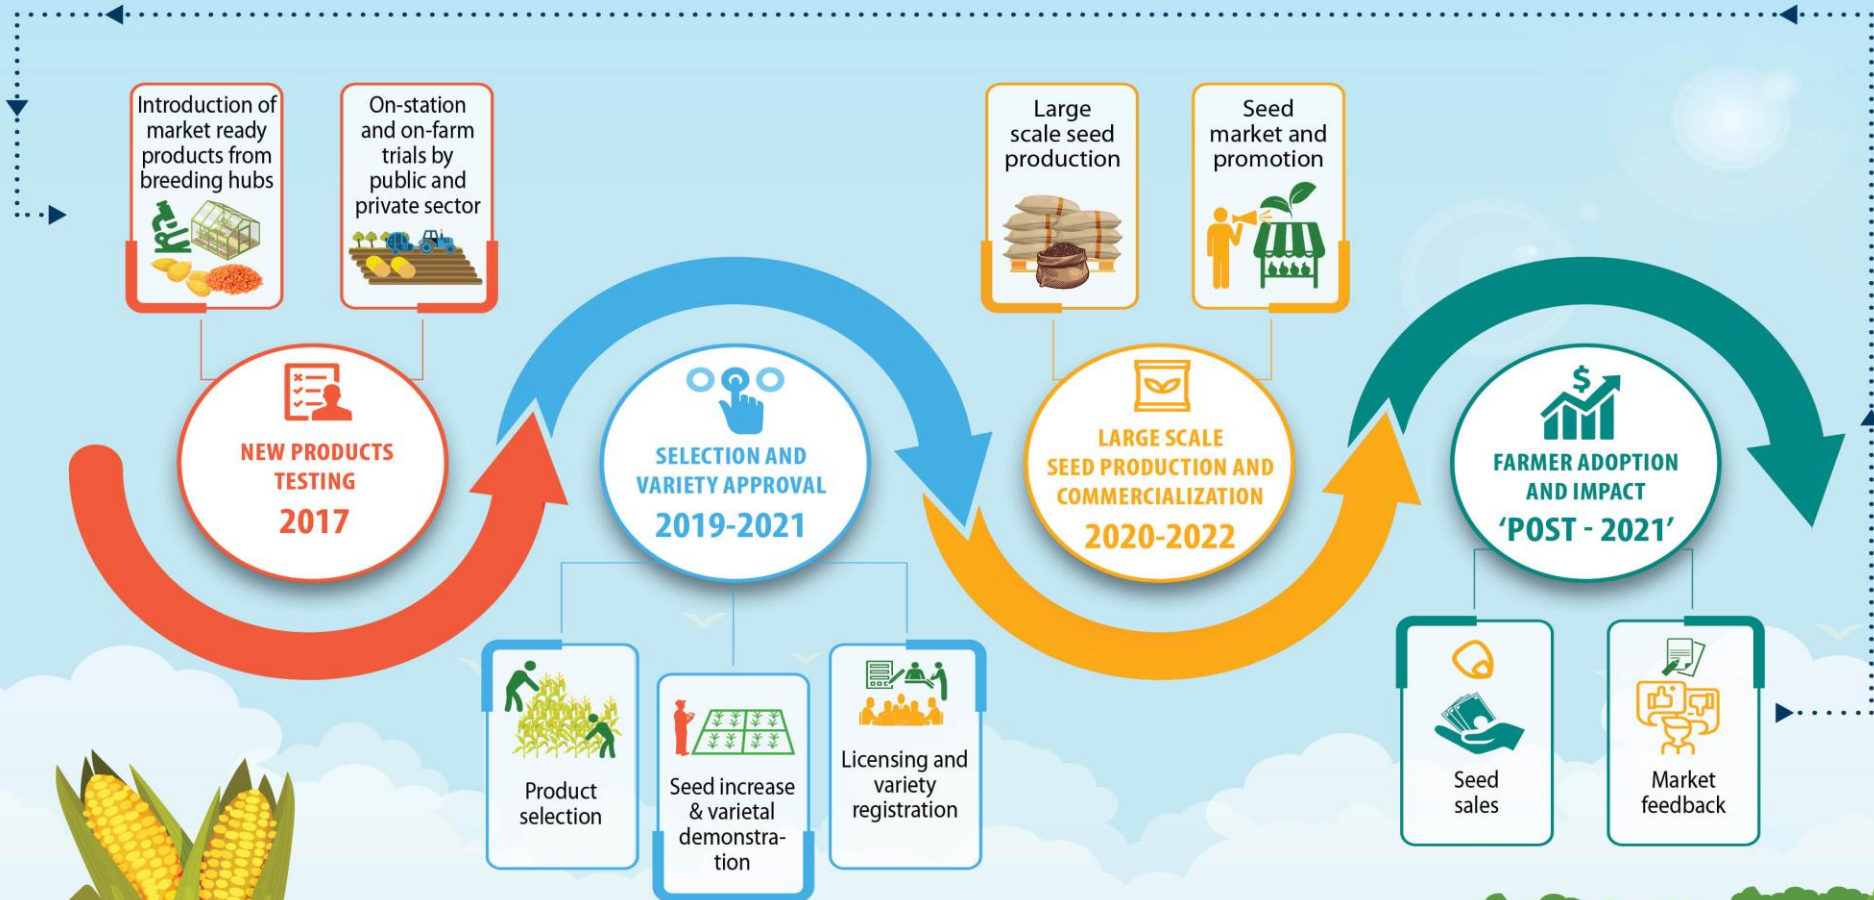 Introduction of
market ready
products from
breeding hubs
On-station
and on-farm
trials by
public and
private sector
Large
scale seed
production
Seed
market and
promotion
NEW PRODUCTS
TESTING
2017
SELECTION AND
VARIETY APPROVAL
2019-2021
LARGE SCALE
SEED PRODUCTION AND
COMMERCIALIZATION
2020-2022
FARMER ADOPTION
AND IMPACT
‘POST - 2021’
Product
selection
Seed increase
& varietal
demonstra-
tion
Licensing and
variety
registration
Seed
sales
Market
feedback